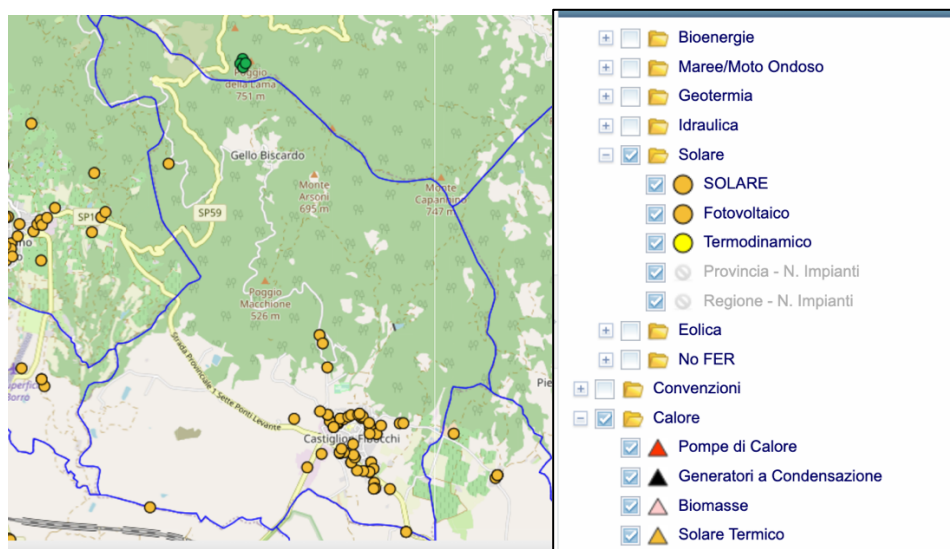 Poggio
della Lama
751 m
Gello Biscardo
Monte
Arsoni
695 m
Monte
Capannino
747 m
SP59
SP1
no
Poggio
Macchione
526 m
Strada Provinciale 1 Sette Ponti Levante
Pie
Borro
Castiglion Fibocchi
Bioenergie
Maree/Moto Ondoso
Geotermia
Idraulica
Solare
SOLARE
Fotovoltaico
Termodinamico
Provincia - N. Impianti
Regione - N. Impianti
Eolica
No FER
Convenzioni
Calore
Pompe di Calore
Generatori a Condensazione
Biomasse
Solare Termico